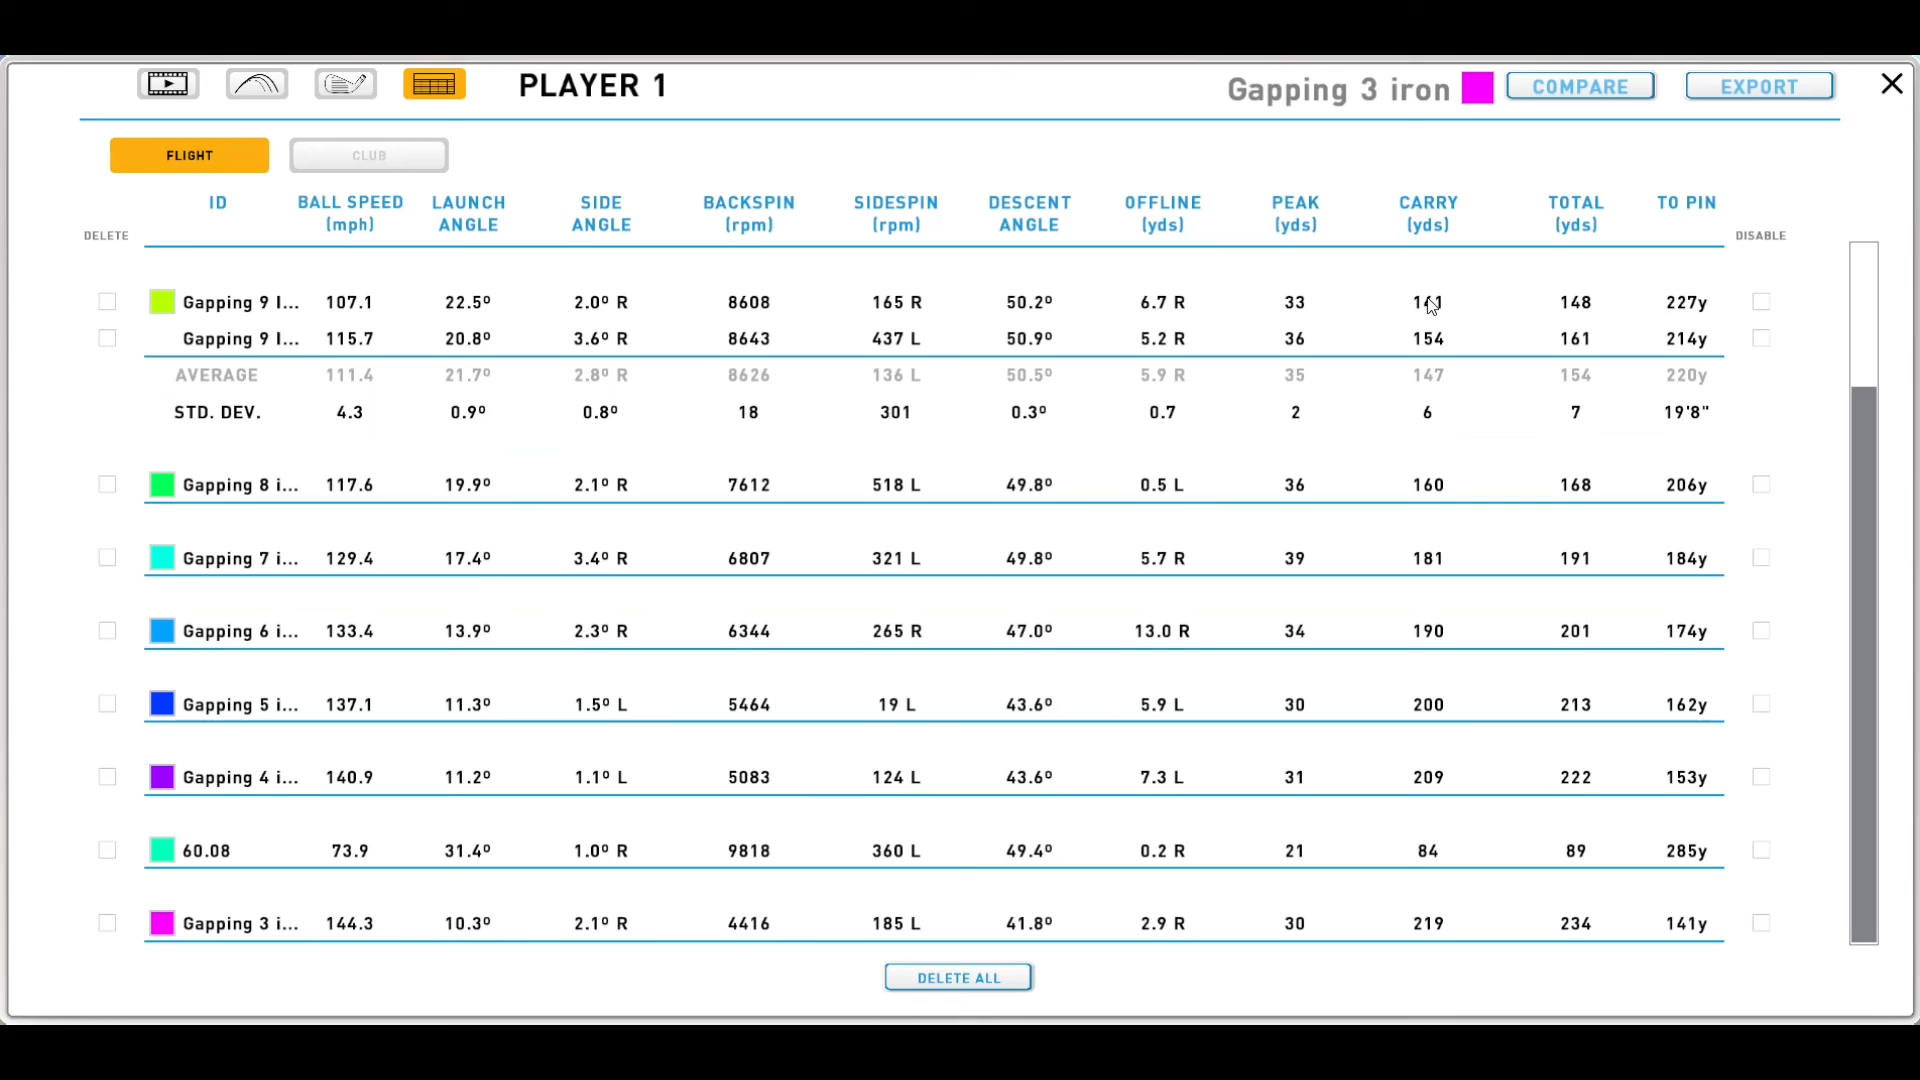 PLAYER 1 Gapping 3 iron COMPARE EXPORT
FLIGHT CLUB
DELETE ID BALL SPEED (mph) LAUNCH ANGLE SIDE ANGLE BACKSPIN (rpm) SIDESPIN (rpm) DESCENT ANGLE OFFLINE (yds) PEAK (yds) CARRY (yds) TOTAL (yds) TO PIN DISABLE
Gapping 9 I... 107.1 22.5º 2.0º R 8608 165 R 50.2º 6.7 R 33 148 227y
Gapping 9 I... 115.7 20.8º 3.6º R 8643 437 L 50.9º 5.2 R 36 154 161 214y
AVERAGE 111.4 21.7º 2.8º R 8626 136 L 50.5º 5.9 R 35 147 154 220y
STD. DEV. 4.3 0.9º 0.8º 18 301 0.3º 0.7 2 6 7 19'8"
Gapping 8 i... 117.6 19.9º 2.1º R 7612 518 L 49.8º 0.5 L 36 160 168 206y
Gapping 7 i... 129.4 17.4º 3.4º R 6807 321 L 49.8º 5.7 R 39 181 191 184y
Gapping 6 i... 133.4 13.9º 2.3º R 6344 265 R 47.0º 13.0 R 34 190 201 174y
Gapping 5 i... 137.1 11.3º 1.5º L 5464 19 L 43.6º 5.9 L 30 200 213 162y
Gapping 4 i... 140.9 11.2º 1.1º L 5083 124 L 43.6º 7.3 L 31 209 222 153y
60.08 73.9 31.4º 1.0º R 9818 360 L 49.4º 0.2 R 21 84 89 285y
Gapping 3 i... 144.3 10.3º 2.1º R 4416 185 L 41.8º 2.9 R 30 219 234 141y
DELETE ALL